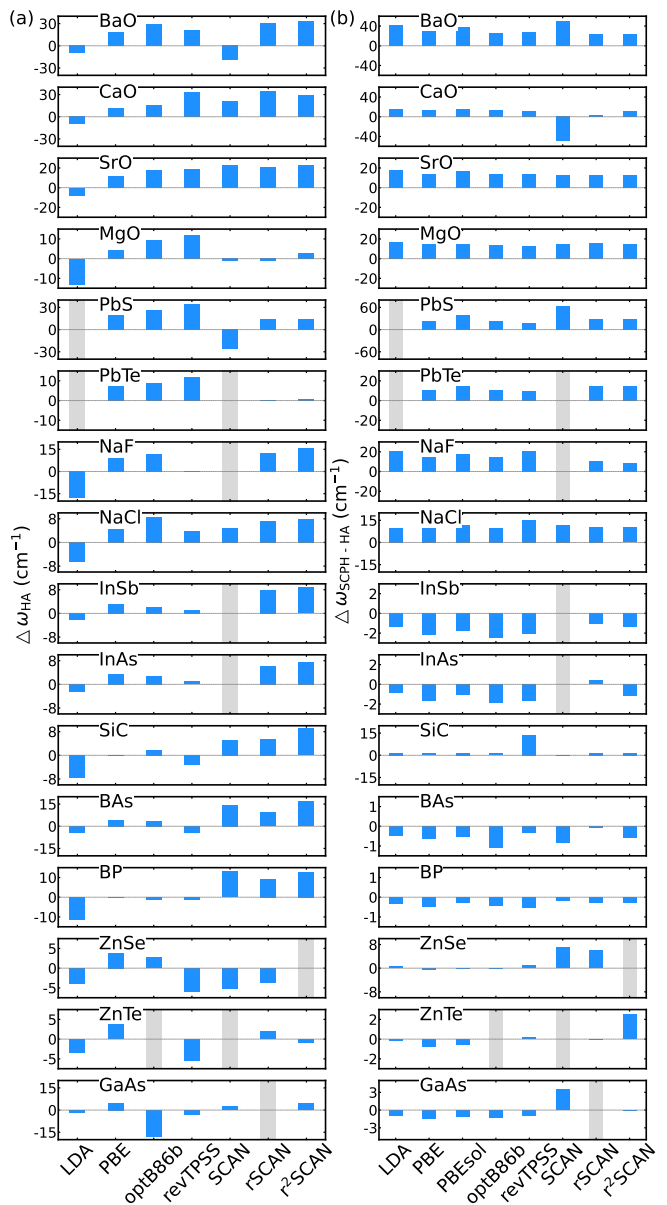 (a)
BaO
30
0
-30
CaO
30
0
-30
SrO
20
0
-20
MgO
10
0
-10
PbS
30
0
-30
PbTe
10
0
-10
NaF
15
0
-15
NaCl
8
0
-8
InSb
8
0
-8
InAs
8
0
-8
SiC
8
0
-8
BAs
15
0
-15
BP
10
0
-10
ZnSe
5
0
-5
ZnTe
5
0
-5
GaAs
15
0
-15
△ ω_HA (cm⁻¹)
LDA
PBE
optB86b
revTPSS
SCAN
rSCAN
r²SCAN
(b)
BaO
40
0
-40
CaO
40
0
-40
SrO
20
0
-20
MgO
20
0
-20
PbS
60
0
-60
PbTe
20
0
-20
NaF
20
0
-20
NaCl
15
0
-15
InSb
2
0
-2
InAs
2
0
-2
SiC
15
0
-15
BAs
1
0
-1
BP
1
0
-1
ZnSe
8
0
-8
ZnTe
2
0
-2
GaAs
3
0
-3
△ ω_SCPH - HA (cm⁻¹)
LDA
PBE
PBEsol
optB86b
revTPSS
SCAN
rSCAN
r²SCAN